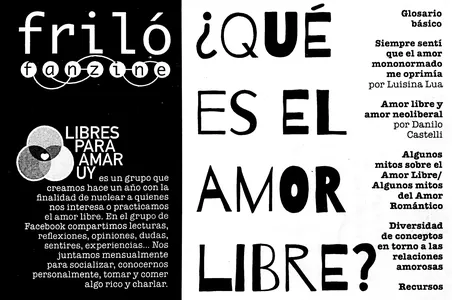 friló
fanzine
LIBRES
PARA
AMAR
UY
es un grupo que
creamos hace un año con la
finalidad de nuclear a quienes
nos interesa o practicamos
el amor libre. En el grupo de
Facebook compartimos lecturas,
reflexiones, opiniones, dudas,
sentires, experiencias... Nos
juntamos mensualmente
para socializar, conocernos
personalmente, tomar y comer
algo rico y charlar.
¿QUÉ
ES EL
AMOR
LIBRE?
Glosario
básico
Siempre sentí
que el amor
mononormado
me oprimía
por Luisina Lua
Amor libre y
amor neoliberal
por Danilo
Castelli
Algunos
mitos sobre el
Amor Libre/
Algunos mitos
del Amor
Romántico
Diversidad
de conceptos
en torno a las
relaciones
amorosas
Recursos